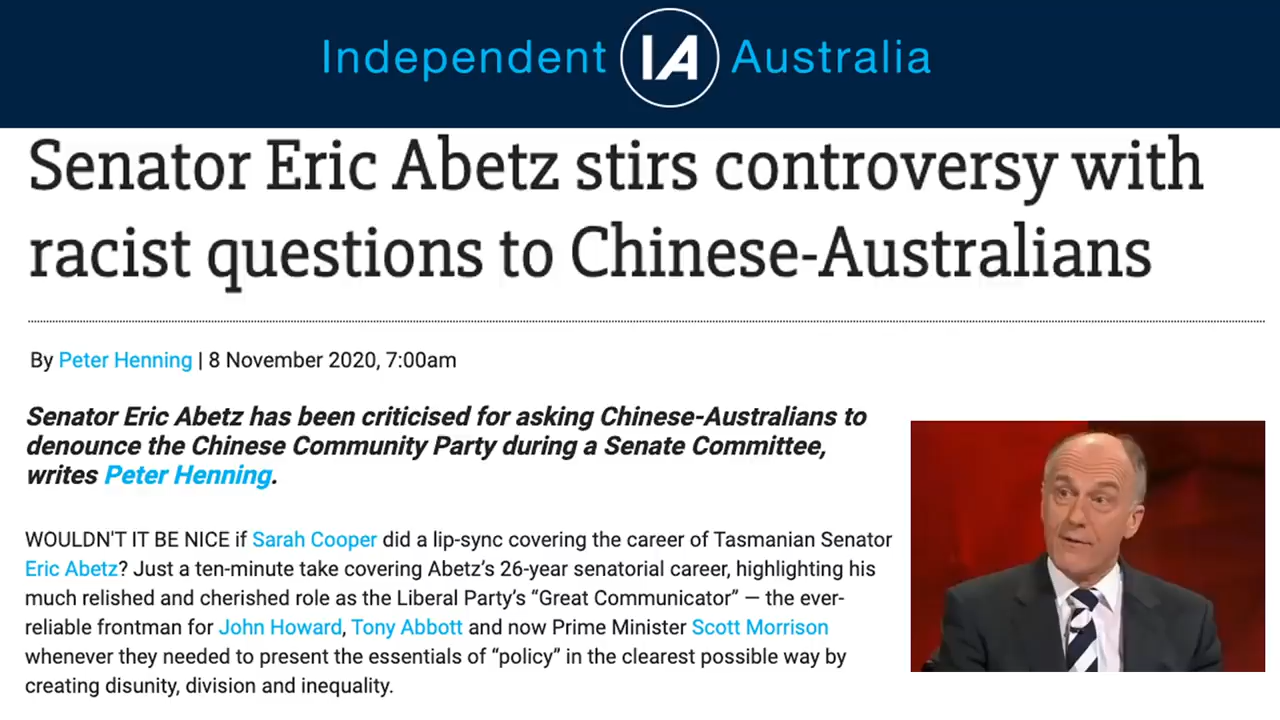 Independent IA Australia
Senator Eric Abetz stirs controversy with
racist questions to Chinese-Australians
By Peter Henning | 8 November 2020, 7:00am
Senator Eric Abetz has been criticised for asking Chinese-Australians to
denounce the Chinese Community Party during a Senate Committee,
writes Peter Henning.
WOULDN'T IT BE NICE if Sarah Cooper did a lip-sync covering the career of Tasmanian Senator
Eric Abetz? Just a ten-minute take covering Abetz’s 26-year senatorial career, highlighting his
much relished and cherished role as the Liberal Party’s “Great Communicator” — the ever-
reliable frontman for John Howard, Tony Abbott and now Prime Minister Scott Morrison
whenever they needed to present the essentials of “policy” in the clearest possible way by
creating disunity, division and inequality.